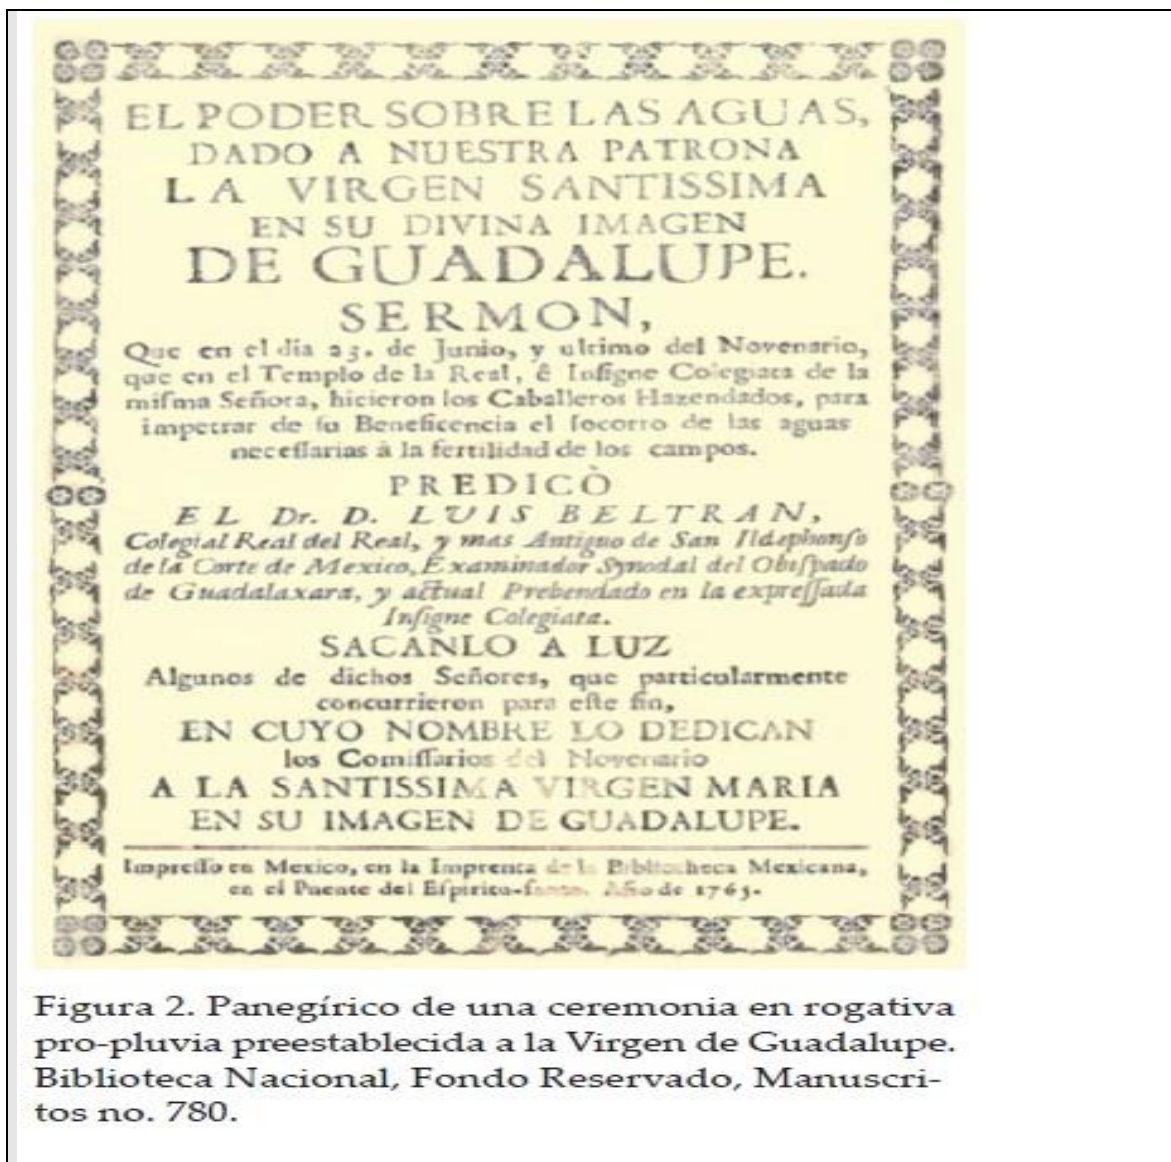 EL PODER SOBRE LAS AGUAS,
DADO A NUESTRA PATRONA
LA VIRGEN SANTISSIMA
EN SU DIVINA IMAGEN
DE GUADALUPE.
SERMON,
Que en el dia 25. de Junio, y ultimo del Novenario,
que en el Templo de la Real, è Insigne Colegiata de la
misma Señora, hicieron los Caballeros Hazendados, para
impetrar de su Beneficencia el socorro de las aguas
necessarias à la fertilidad de los campos.
PREDICÒ
EL Dr. D. LUIS BELTRAN,
Colegial Real del Real, y mas Antiguo de San Ildephonso
de la Corte de Mexico, Examinador Synodal del Obispado
de Guadalaxara, y actual Prebendado en la expressada
Insigne Colegiata.
SACANLO A LUZ
Algunos de dichos Señores, que particularmente
concurrieron para este fin,
EN CUYO NOMBRE LO DEDICAN
los Comissarios del Novenario
A LA SANTISSIMA VIRGEN MARIA
EN SU IMAGEN DE GUADALUPE.
Impresso en Mexico, en la Imprenta de la Bibliotheca Mexicana,
en el Puente del Espiritu-santo. Año de 1765.
Figura 2. Panegírico de una ceremonia en rogativa
pro-pluvia preestablecida a la Virgen de Guadalupe.
Biblioteca Nacional, Fondo Reservado, Manuscri-
tos no. 780.